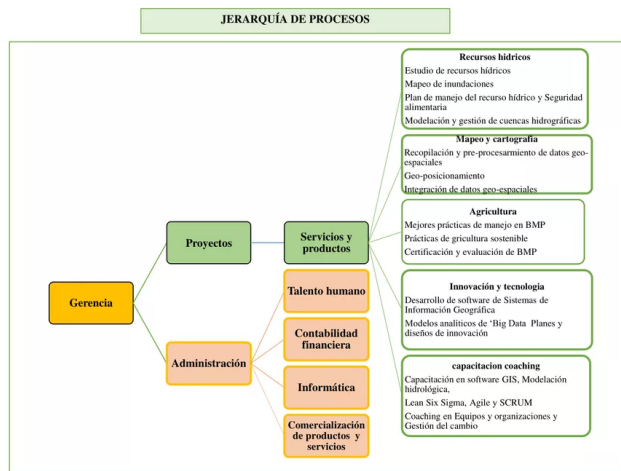 JERARQUÍA DE PROCESOS
Recursos hidricos
Estudio de recursos hídricos
Mapeo de inundaciones
Plan de manejo del recurso hídrico y Seguridad
alimentaria
Modelación y gestión de cuencas hidrográficas
Mapeo y cartografia
Recopilación y pre-procesarmiento de datos geo-
espaciales
Geo-posicionamiento
Integración de datos geo-espaciales
Agricultura
Mejores prácticas de manejo en BMP
Prácticas de gricultura sostenible
Certificación y evaluación de BMP
Innovación y tecnologia
Desarrollo de software de Sistemas de
Información Geográfica
Modelos analíticos de ‘Big Data Planes y
diseños de innovación
capacitacion coaching
Capacitación en software GIS, Modelación
hidrológica,
Lean Six Sigma, Agile y SCRUM
Coaching en Equipos y organizaciones y
Gestión del cambio
Proyectos
Servicios y
productos
Gerencia
Administración
Talento humano
Contabilidad
financiera
Informática
Comercialización
de productos y
servicios